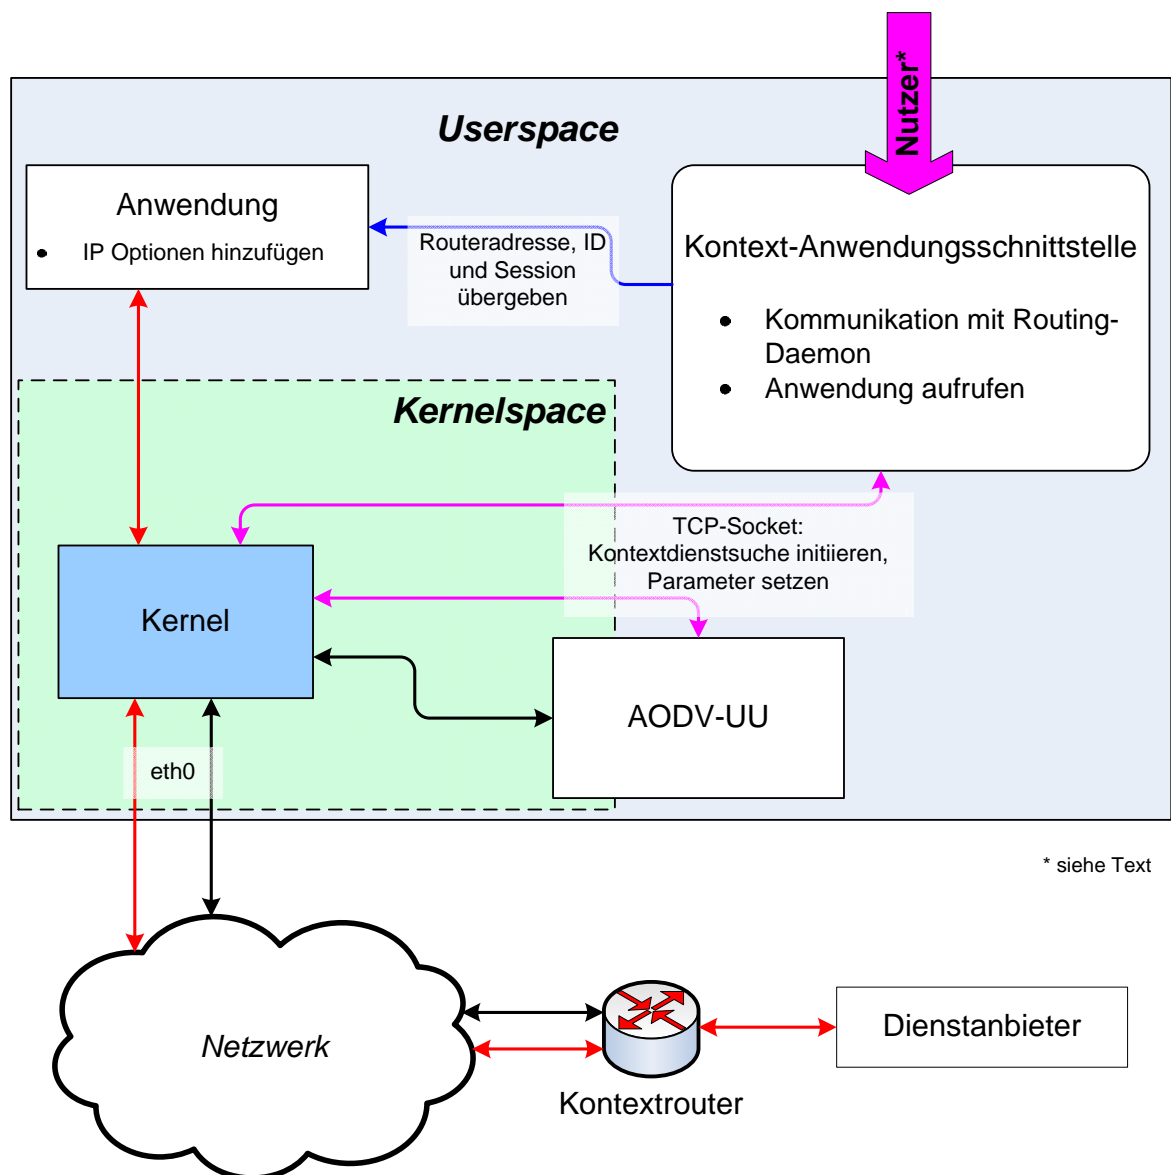 Nutzer*
Userspace
Anwendung
• IP Optionen hinzufügen
Routeradresse, ID
und Session
übergeben
Kontext-Anwendungsschnittstelle
• Kommunikation mit Routing-
Daemon
• Anwendung aufrufen
Kernelspace
TCP-Socket:
Kontextdienstsuche initiieren,
Parameter setzen
Kernel
AODV-UU
eth0
* siehe Text
Netzwerk
Kontextrouter
Dienstanbieter